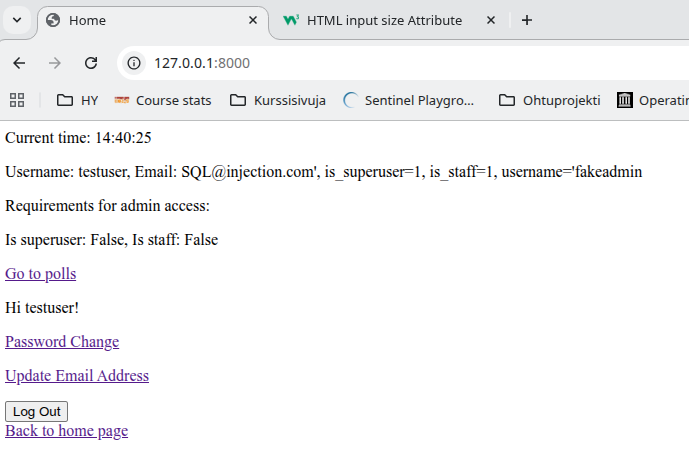 Home
HTML input size Attribute
127.0.0.1:8000
HY
Course stats
Kurssisivuja
Sentinel Playgro...
Ohtuprojekti
Operatin
Current time: 14:40:25
Username: testuser, Email: SQL@injection.com', is_superuser=1, is_staff=1, username='fakeadmin
Requirements for admin access:
Is superuser: False, Is staff: False
Go to polls
Hi testuser!
Password Change
Update Email Address
Log Out
Back to home page